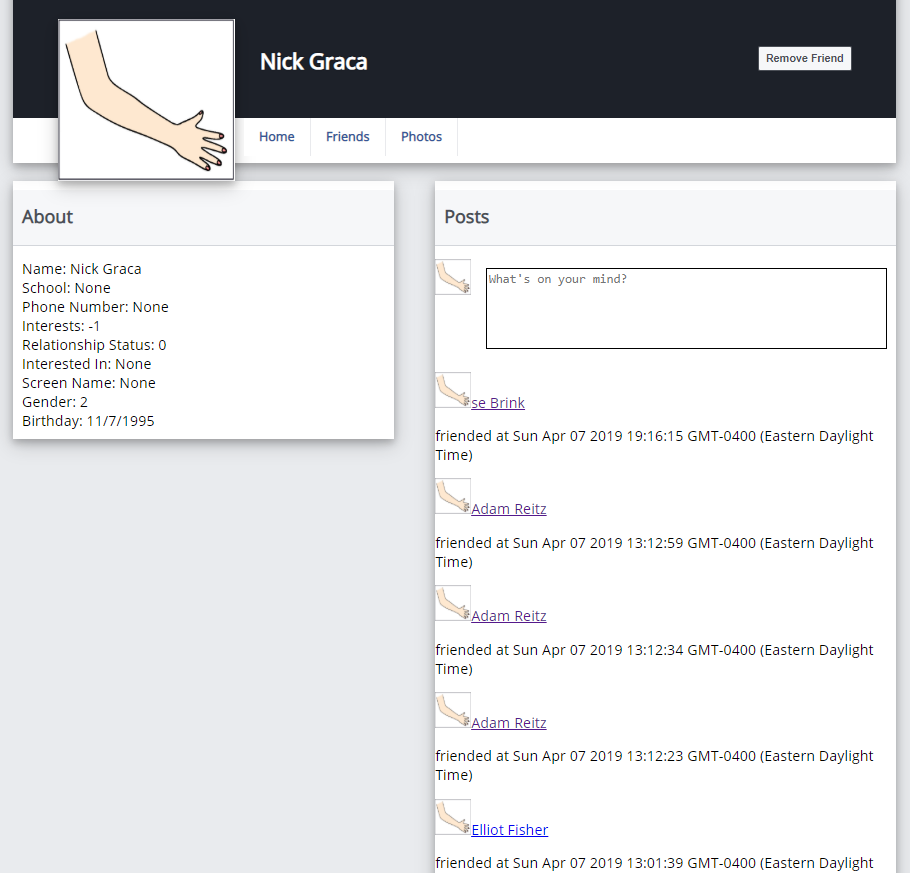 Nick Graca
Remove Friend
Home
Friends
Photos
About
Name: Nick Graca
School: None
Phone Number: None
Interests: -1
Relationship Status: 0
Interested In: None
Screen Name: None
Gender: 2
Birthday: 11/7/1995
Posts
What's on your mind?
se Brink
friended at Sun Apr 07 2019 19:16:15 GMT-0400 (Eastern Daylight
Time)
Adam Reitz
friended at Sun Apr 07 2019 13:12:59 GMT-0400 (Eastern Daylight
Time)
Adam Reitz
friended at Sun Apr 07 2019 13:12:34 GMT-0400 (Eastern Daylight
Time)
Adam Reitz
friended at Sun Apr 07 2019 13:12:23 GMT-0400 (Eastern Daylight
Time)
Elliot Fisher
friended at Sun Apr 07 2019 13:01:39 GMT-0400 (Eastern Daylight